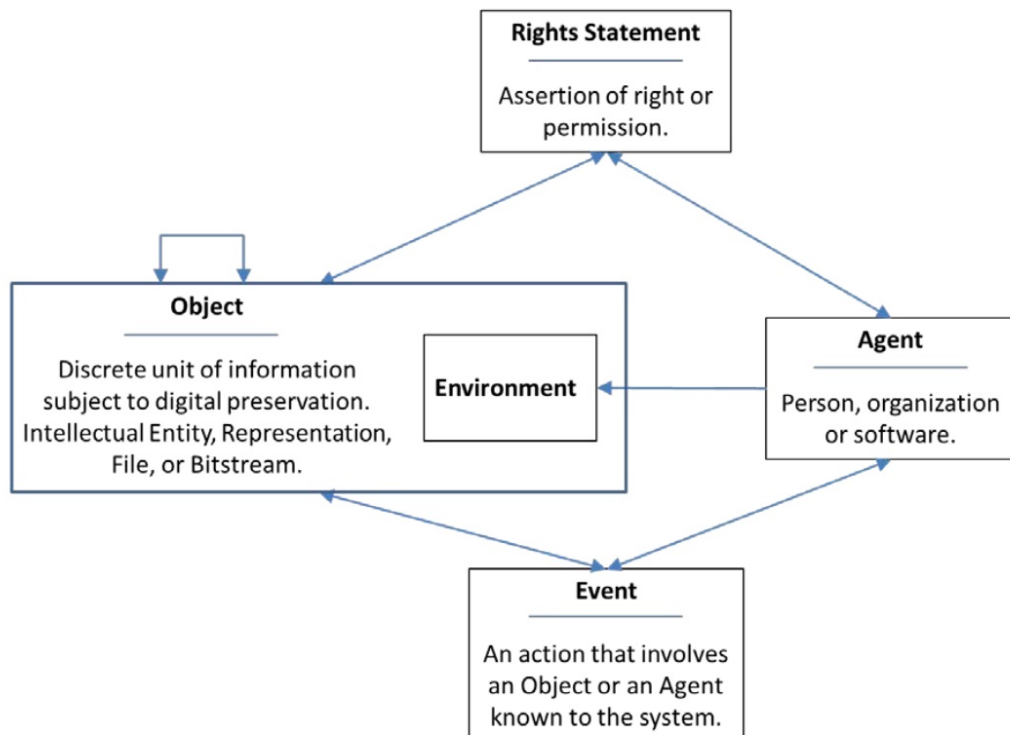 Rights Statement
Assertion of right or
permission.
Object
Discrete unit of information
subject to digital preservation.
Intellectual Entity, Representation,
File, or Bitstream.
Environment
Agent
Person, organization
or software.
Event
An action that involves
an Object or an Agent
known to the system.